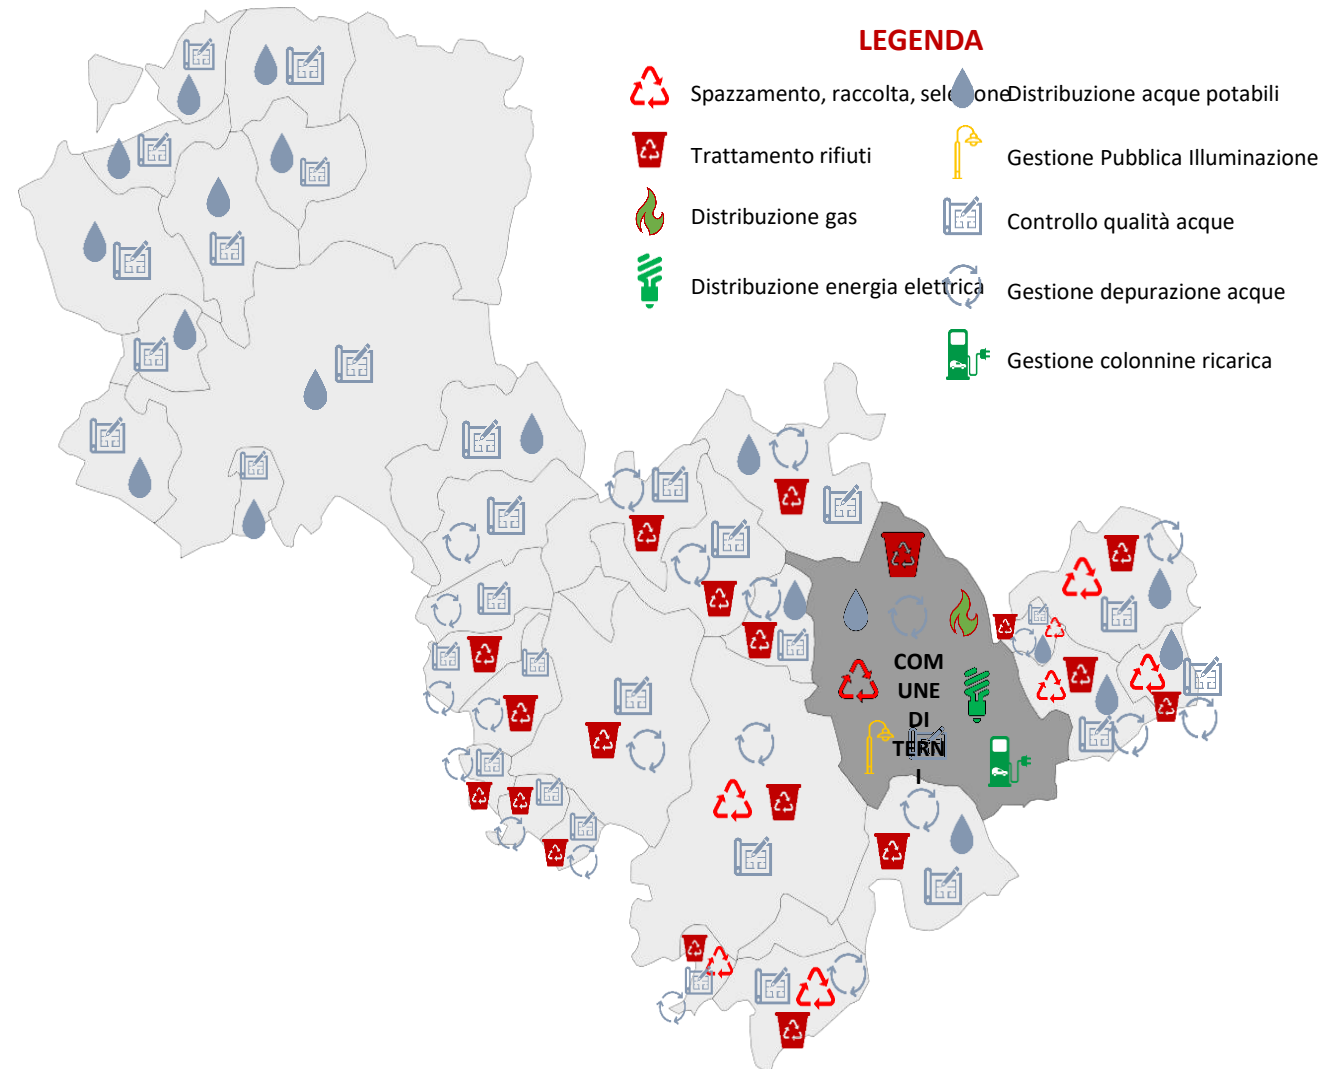 LEGENDA
Spazzamento, raccolta, selezione
Distribuzione acque potabili
Trattamento rifiuti
Gestione Pubblica Illuminazione
Distribuzione gas
Controllo qualità acque
Distribuzione energia elettrica
Gestione depurazione acque
Gestione colonnine ricarica
COM
UNE
DI
TERN
I